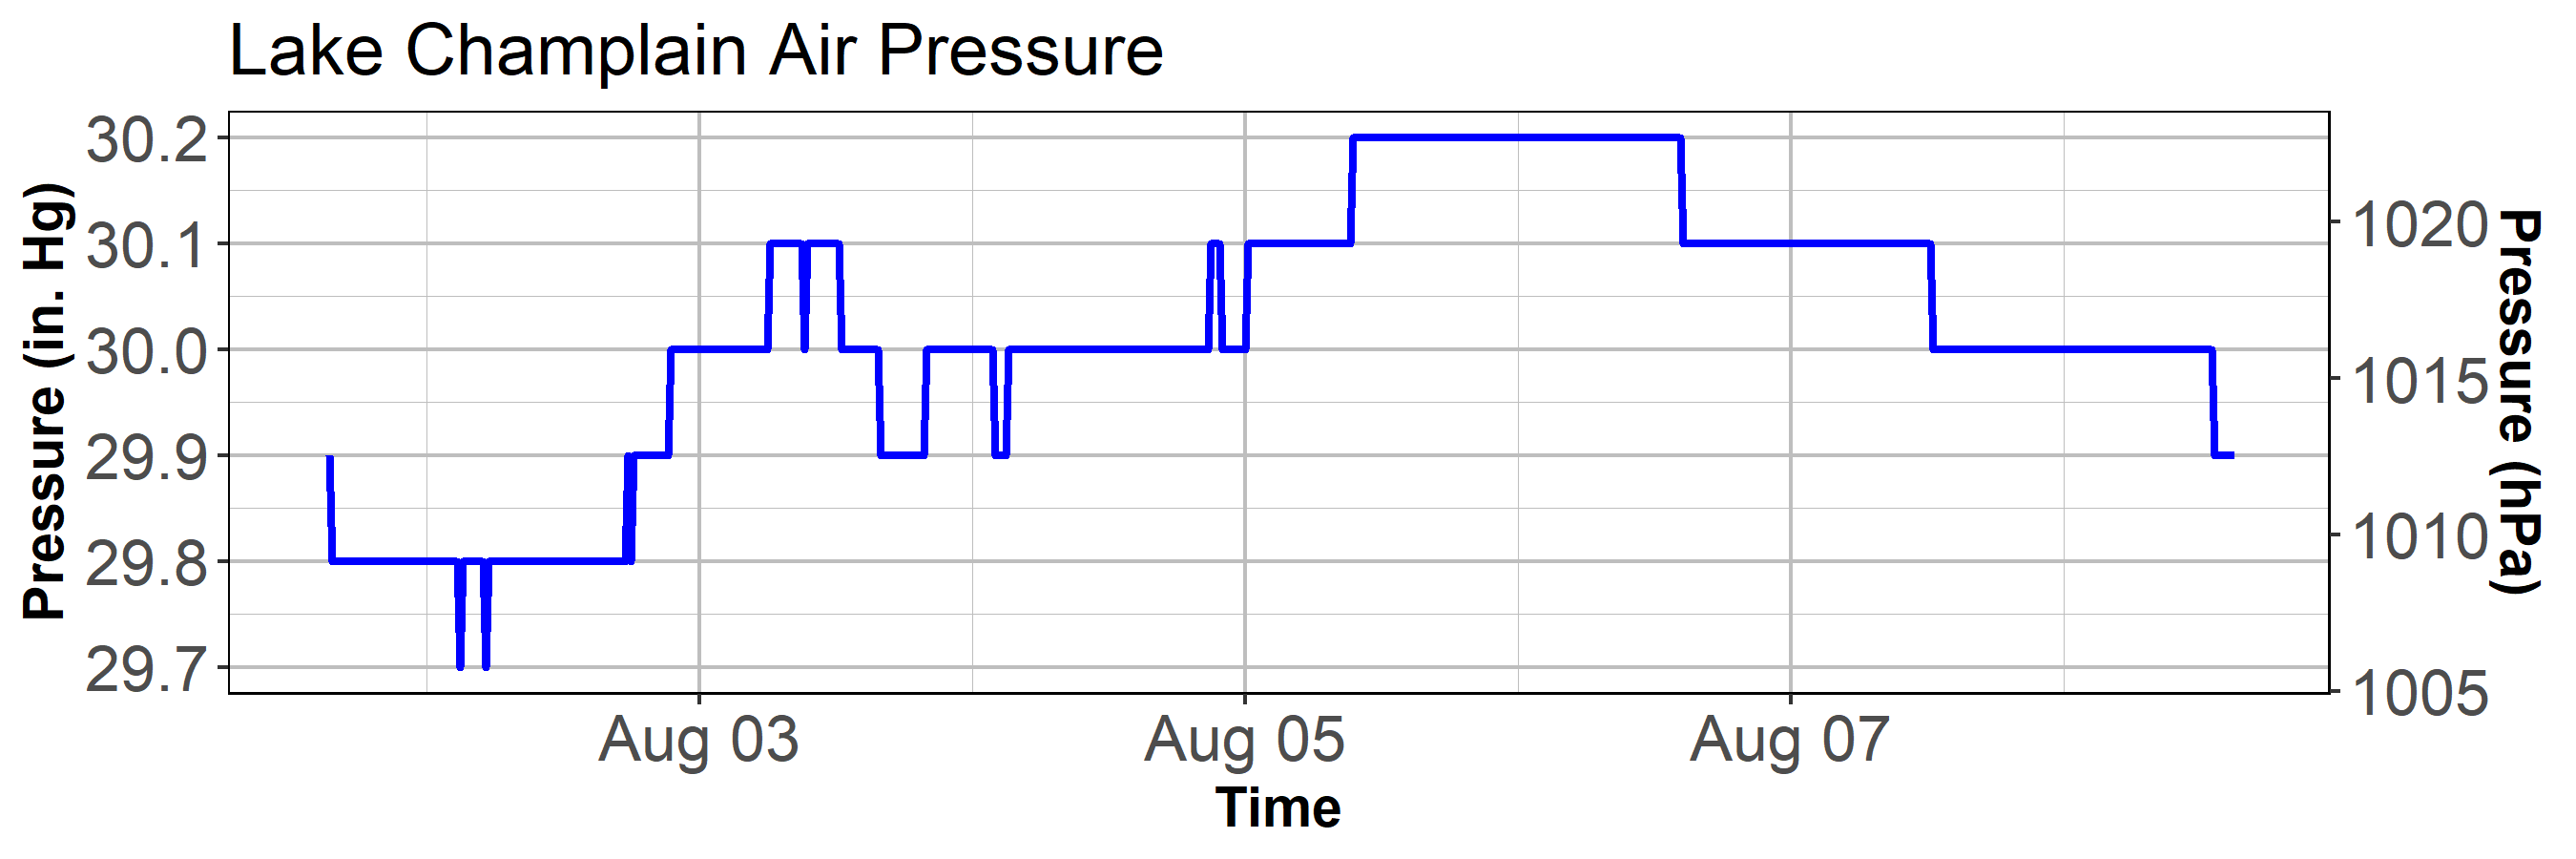 Lake Champlain Air Pressure
30.2
30.1
30.0
29.9
29.8
29.7
Pressure (in. Hg)
1020
1015
1010
1005
Pressure (hPa)
Aug 03 Aug 05 Aug 07
Time